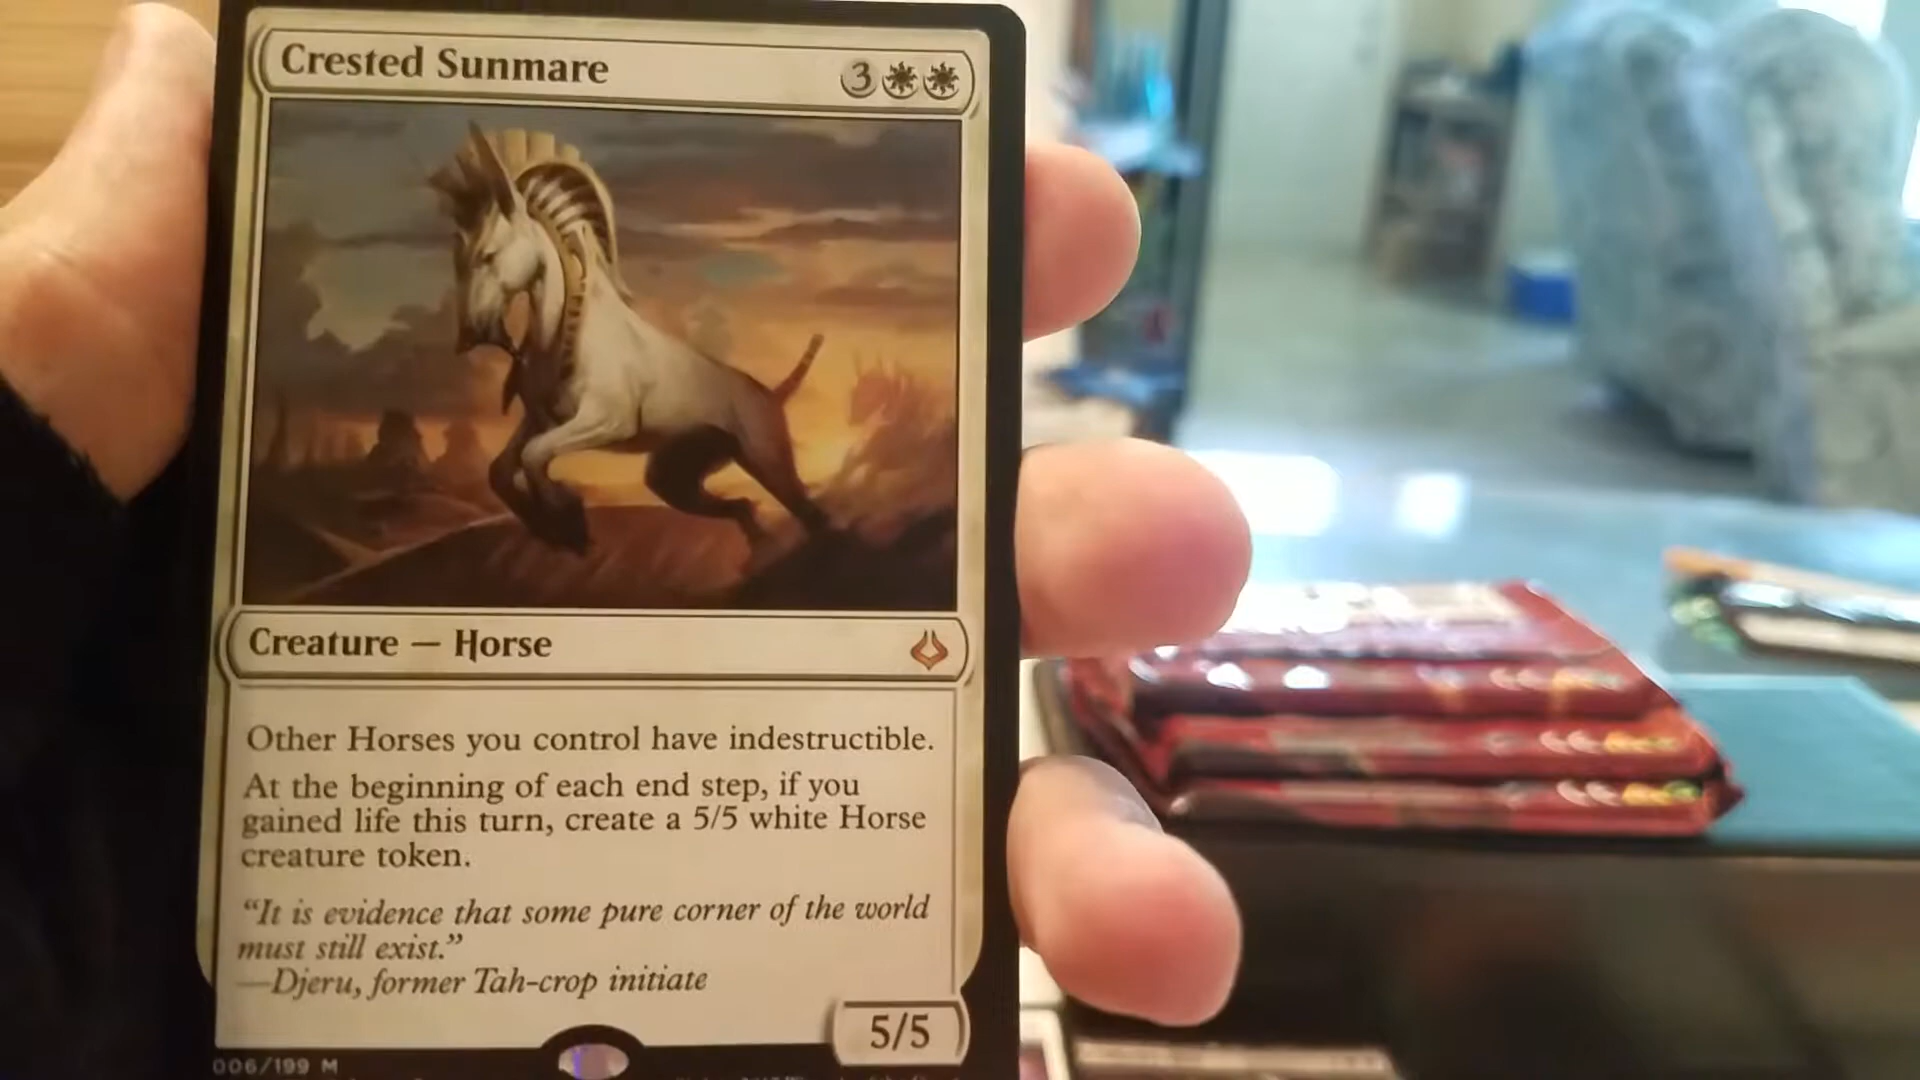 Crested Sunmare 3
Creature — Horse
Other Horses you control have indestructible.
At the beginning of each end step, if you
gained life this turn, create a 5/5 white Horse
creature token.
“It is evidence that some pure corner of the world
must still exist.”
—Djeru, former Tah-crop initiate
5/5
006/199 M